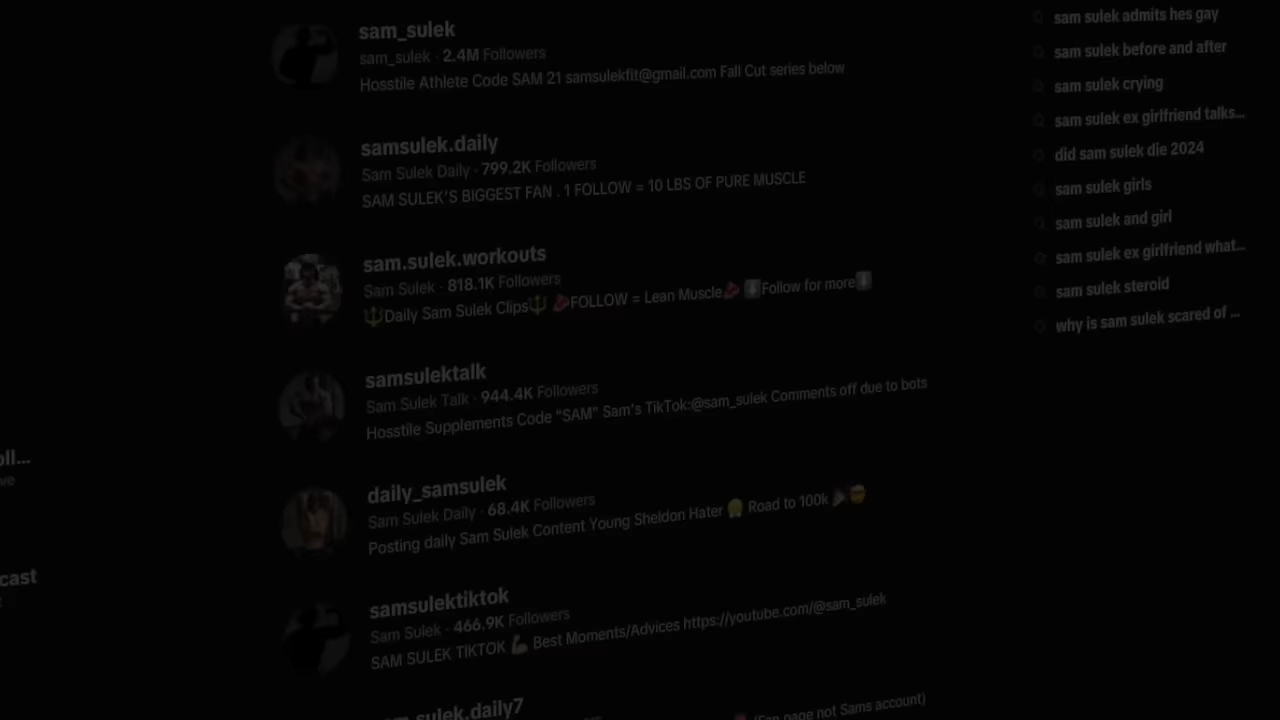 sam_sulek
sam_sulek · 2.4M Followers
Hosstile Athlete Code SAM 21 samsulekfit@gmail.com Fall Cut series below
samsulek.daily
Sam Sulek Daily · 799.2K Followers
SAM SULEK'S BIGGEST FAN . 1 FOLLOW = 10 LBS OF PURE MUSCLE
sam.sulek.workouts
Sam Sulek · 818.1K Followers
🔱Daily Sam Sulek Clips🔱 🫀FOLLOW = Lean Muscle🫀 ⬇️Follow for more⬇️
samsulektalk
Sam Sulek Talk · 944.4K Followers
Hosstile Supplements Code "SAM" Sam's TikTok:@sam_sulek Comments off due to bots
daily_samsulek
Sam Sulek Daily · 68.4K Followers
Posting daily Sam Sulek Content Young Sheldon Hater Road to 100k
samsulektiktok
Sam Sulek · 466.9K Followers
SAM SULEK TIKTOK 💪 Best Moments/Advices https://youtube.com/@sam_sulek
sulek.daily7
(Fan page not Sams account)
oll...
ve
cast
sam sulek admits hes gay
sam sulek before and after
sam sulek crying
sam sulek ex girlfriend talks...
did sam sulek die 2024
sam sulek girls
sam sulek and girl
sam sulek ex girlfriend what...
sam sulek steroid
why is sam sulek scared of ...